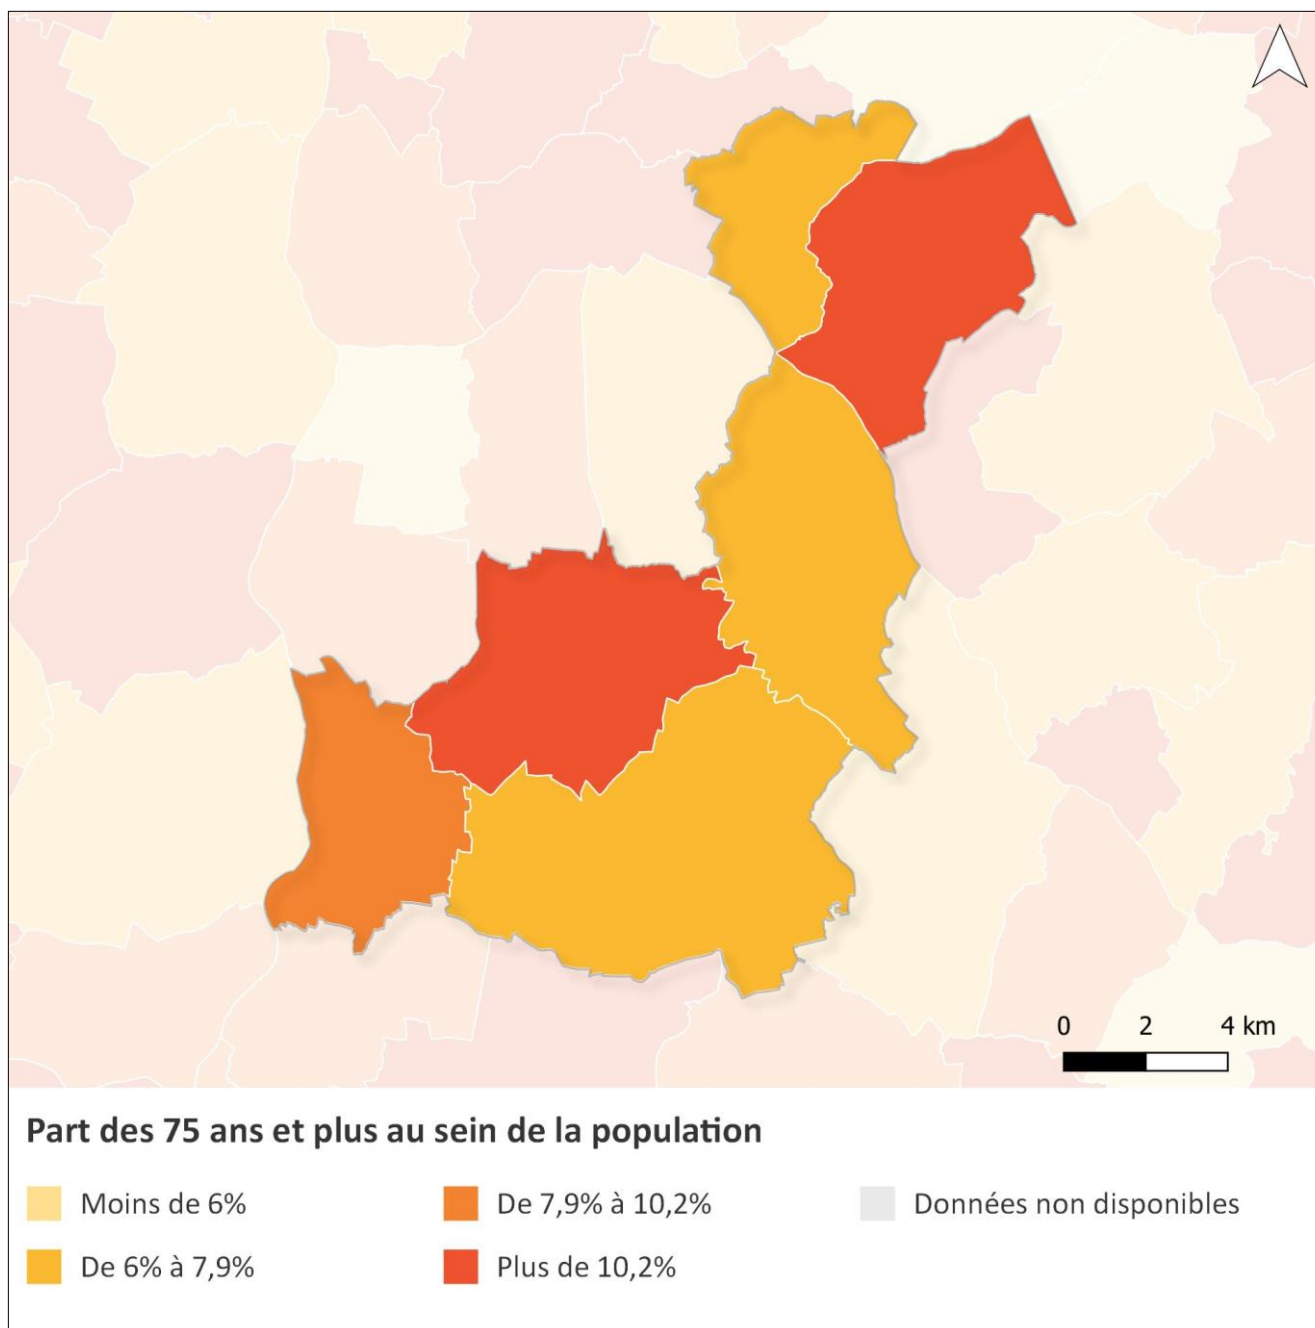 0 2 4 km
Part des 75 ans et plus au sein de la population
Moins de 6%
De 7,9% à 10,2%
Données non disponibles
De 6% à 7,9%
Plus de 10,2%